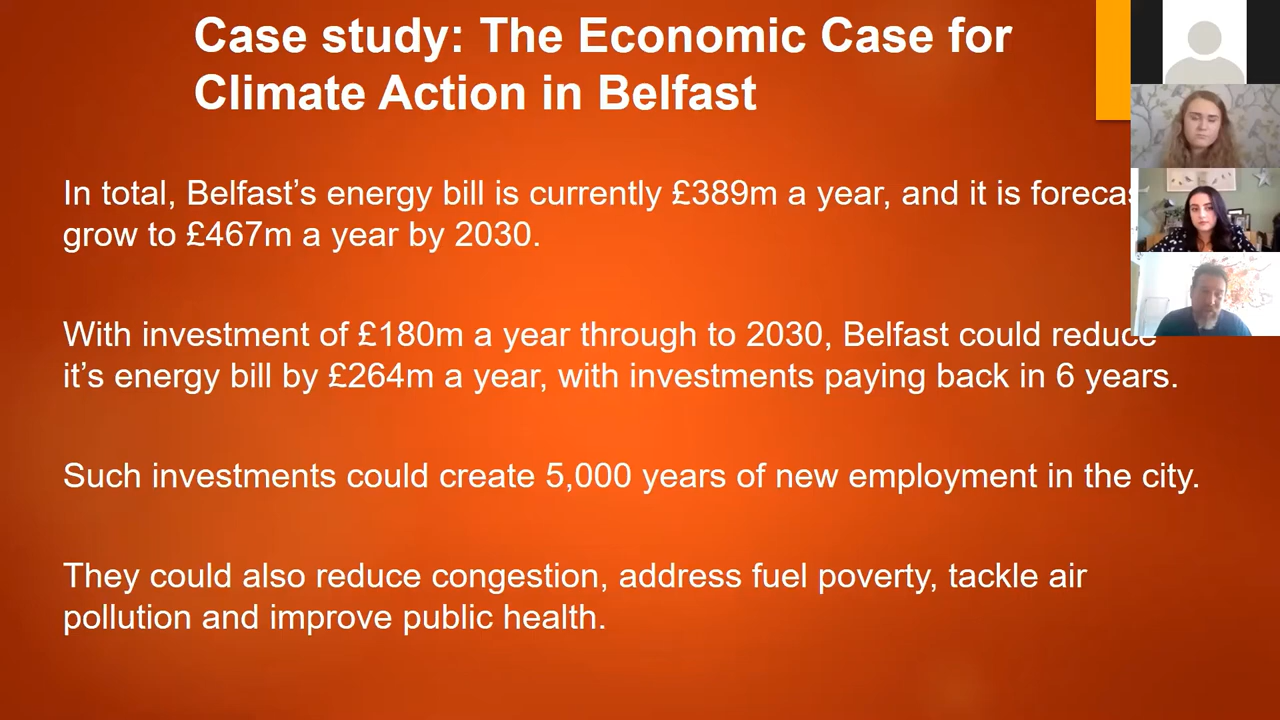 Case study: The Economic Case for
Climate Action in Belfast
In total, Belfast’s energy bill is currently £389m a year, and it is
grow to £467m a year by 2030.
With investment of £180m a year through to 2030, Belfast could reduce
it’s energy bill by £264m a year, with investments paying back in 6 years.
Such investments could create 5,000 years of new employment in the city.
They could also reduce congestion, address fuel poverty, tackle air
pollution and improve public health.